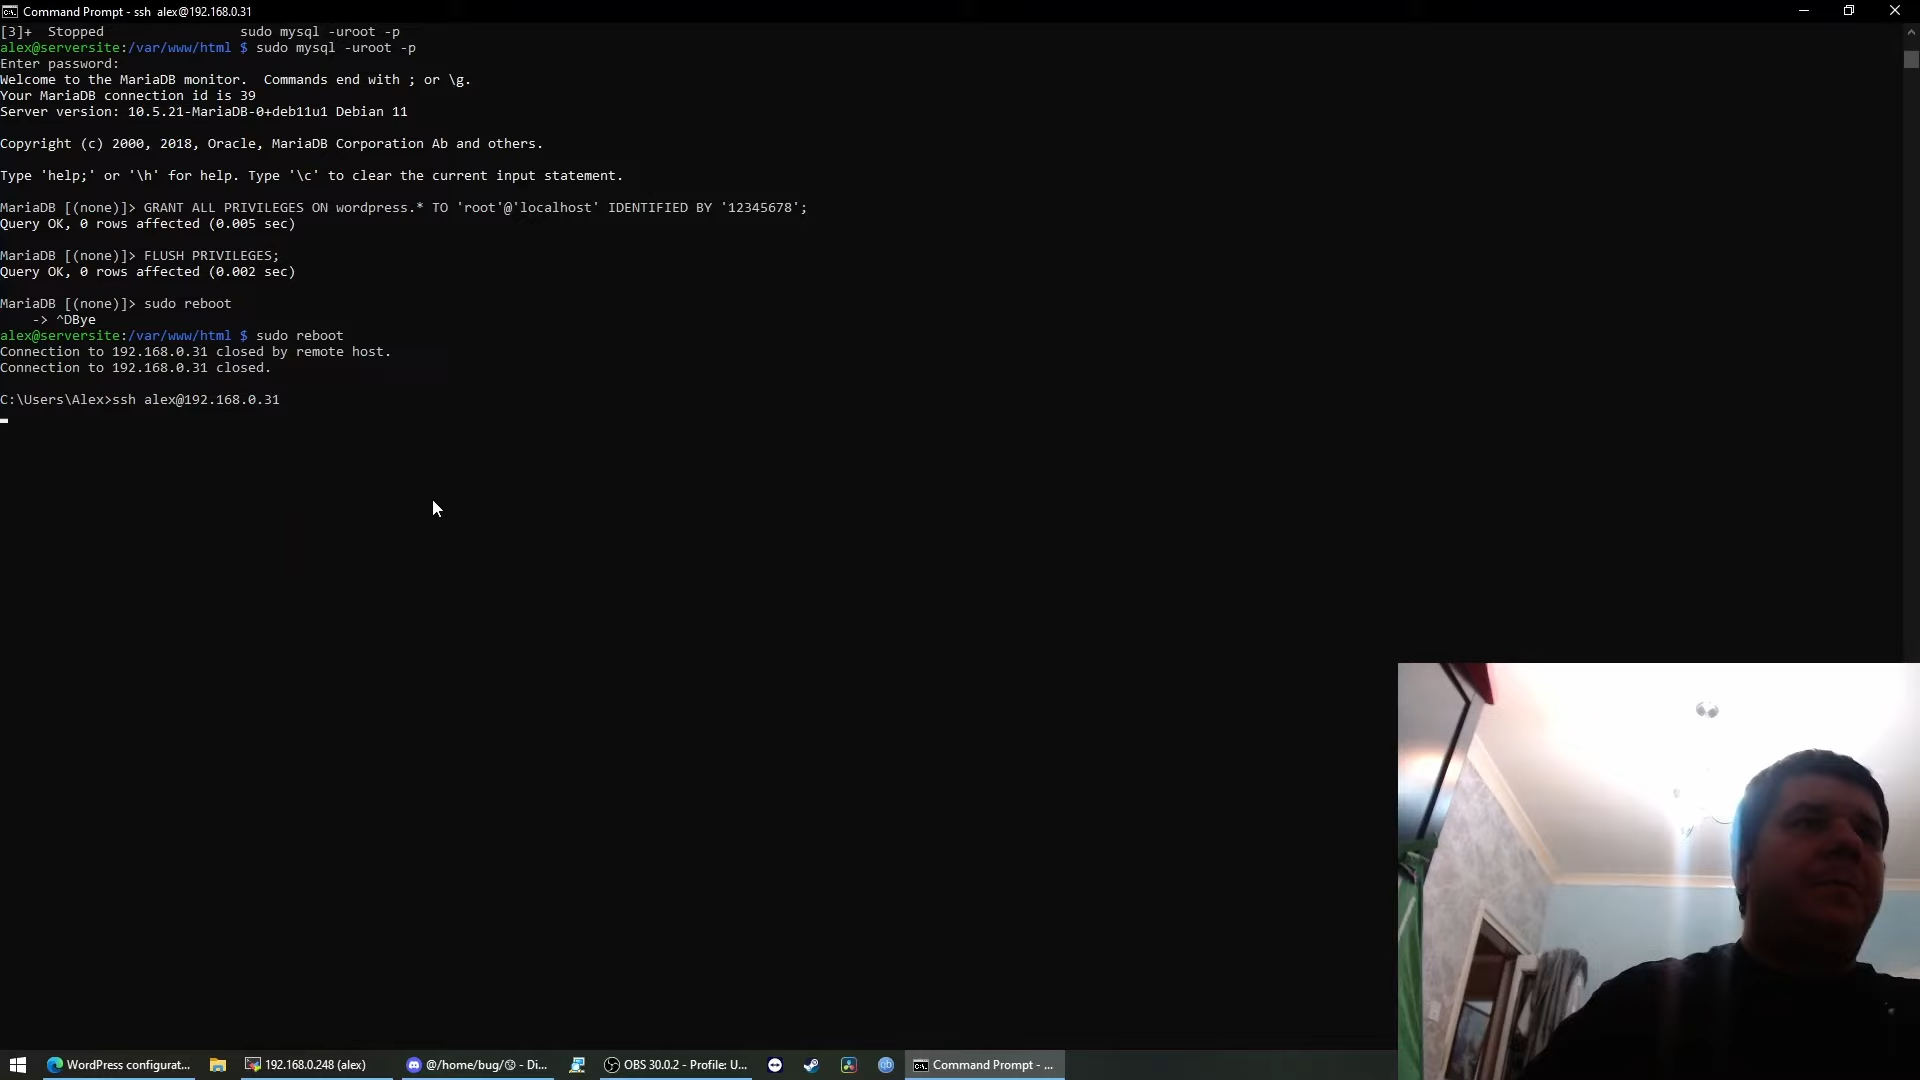 Command Prompt - ssh  alex@192.168.0.31
[3]+  Stopped                 sudo mysql -uroot -p
alex@serversite:/var/www/html $ sudo mysql -uroot -p
Enter password:
Welcome to the MariaDB monitor.  Commands end with ; or \g.
Your MariaDB connection id is 39
Server version: 10.5.21-MariaDB-0+deb11u1 Debian 11
Copyright (c) 2000, 2018, Oracle, MariaDB Corporation Ab and others.
Type 'help;' or '\h' for help. Type '\c' to clear the current input statement.
MariaDB [(none)]> GRANT ALL PRIVILEGES ON wordpress.* TO 'root'@'localhost' IDENTIFIED BY '12345678';
Query OK, 0 rows affected (0.005 sec)
MariaDB [(none)]> FLUSH PRIVILEGES;
Query OK, 0 rows affected (0.002 sec)
MariaDB [(none)]> sudo reboot
    -> ^DBye
alex@serversite:/var/www/html $ sudo reboot
Connection to 192.168.0.31 closed by remote host.
Connection to 192.168.0.31 closed.
C:\Users\Alex>ssh alex@192.168.0.31
WordPress configurat... 192.168.0.248 (alex) @/home/bug/ - Di... OBS 30.0.2 - Profile: U... qb Command Prompt - ...